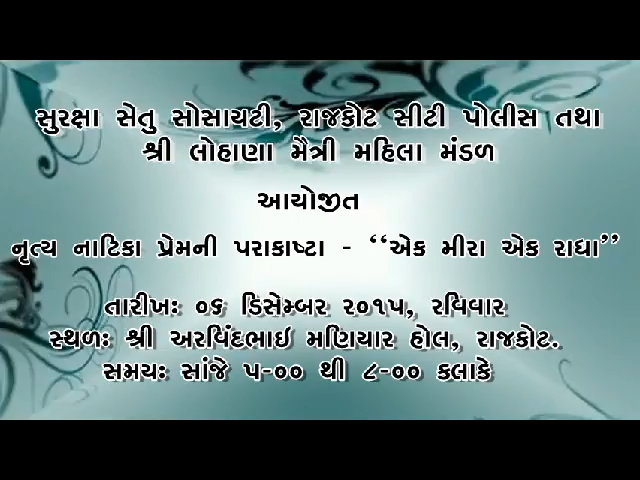 સુરક્ષા સેતુ સોસાયટી, રાજકોટ સીટી પોલીસ તથા
શ્રી લોહાણા મૈત્રી મહિલા મંડળ
આયોજીત
નૃત્ય નાટિકા પ્રેમની પરાકાષ્ટા - “એક મીરા એક રાધા”
તારીખઃ ૦૬ ડિસેમ્બર ૨૦૧૫, રવિવાર
સ્થળઃ શ્રી અરવિંદભાઇ મણિયાર હોલ, રાજકોટ.
સમયઃ સાંજે ૫-૦૦ થી ૮-૦૦ કલાકે